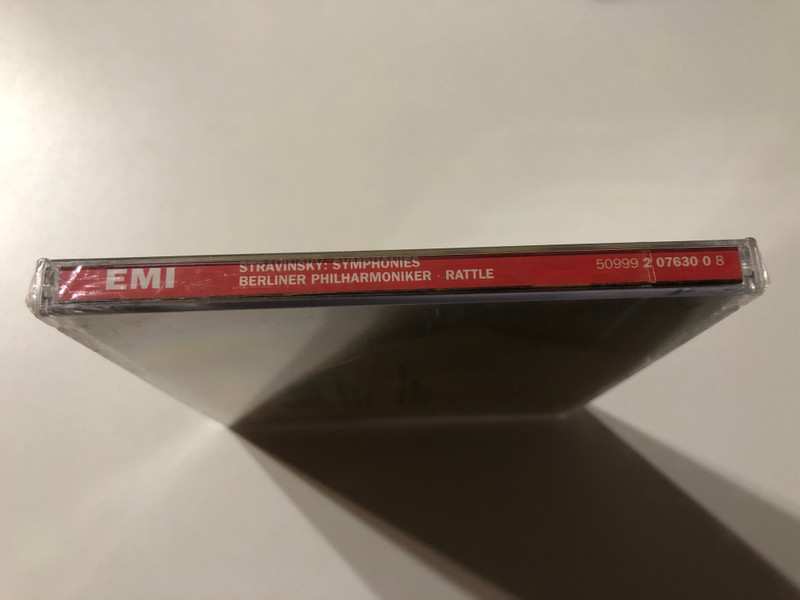 EMI
STRAVINSKY: SYMPHONIES
BERLINER PHILHARMONIKER · RATTLE
50999 2 07630 0 8